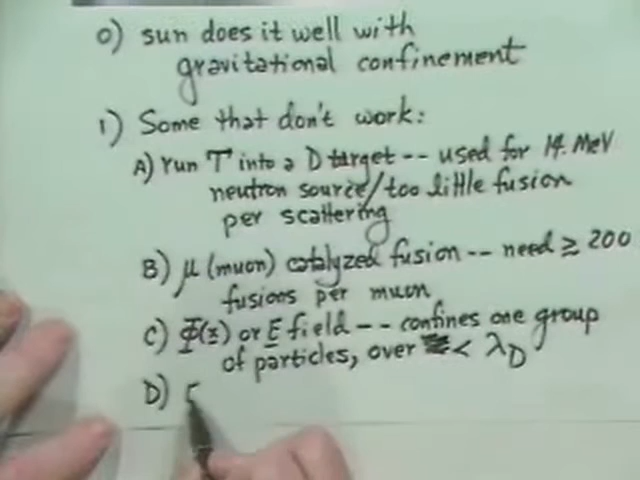 0) sun does it well with
gravitational confinement
1) Some that don't work:
A) run T into a D target -- used for 14. MeV
neutron source/too little fusion
per scattering
B) μ (muon) catalyzed fusion -- need ≥ 200
fusions per muon
C) Φ(x) or E field -- confines one group
of particles, over < λD
D)